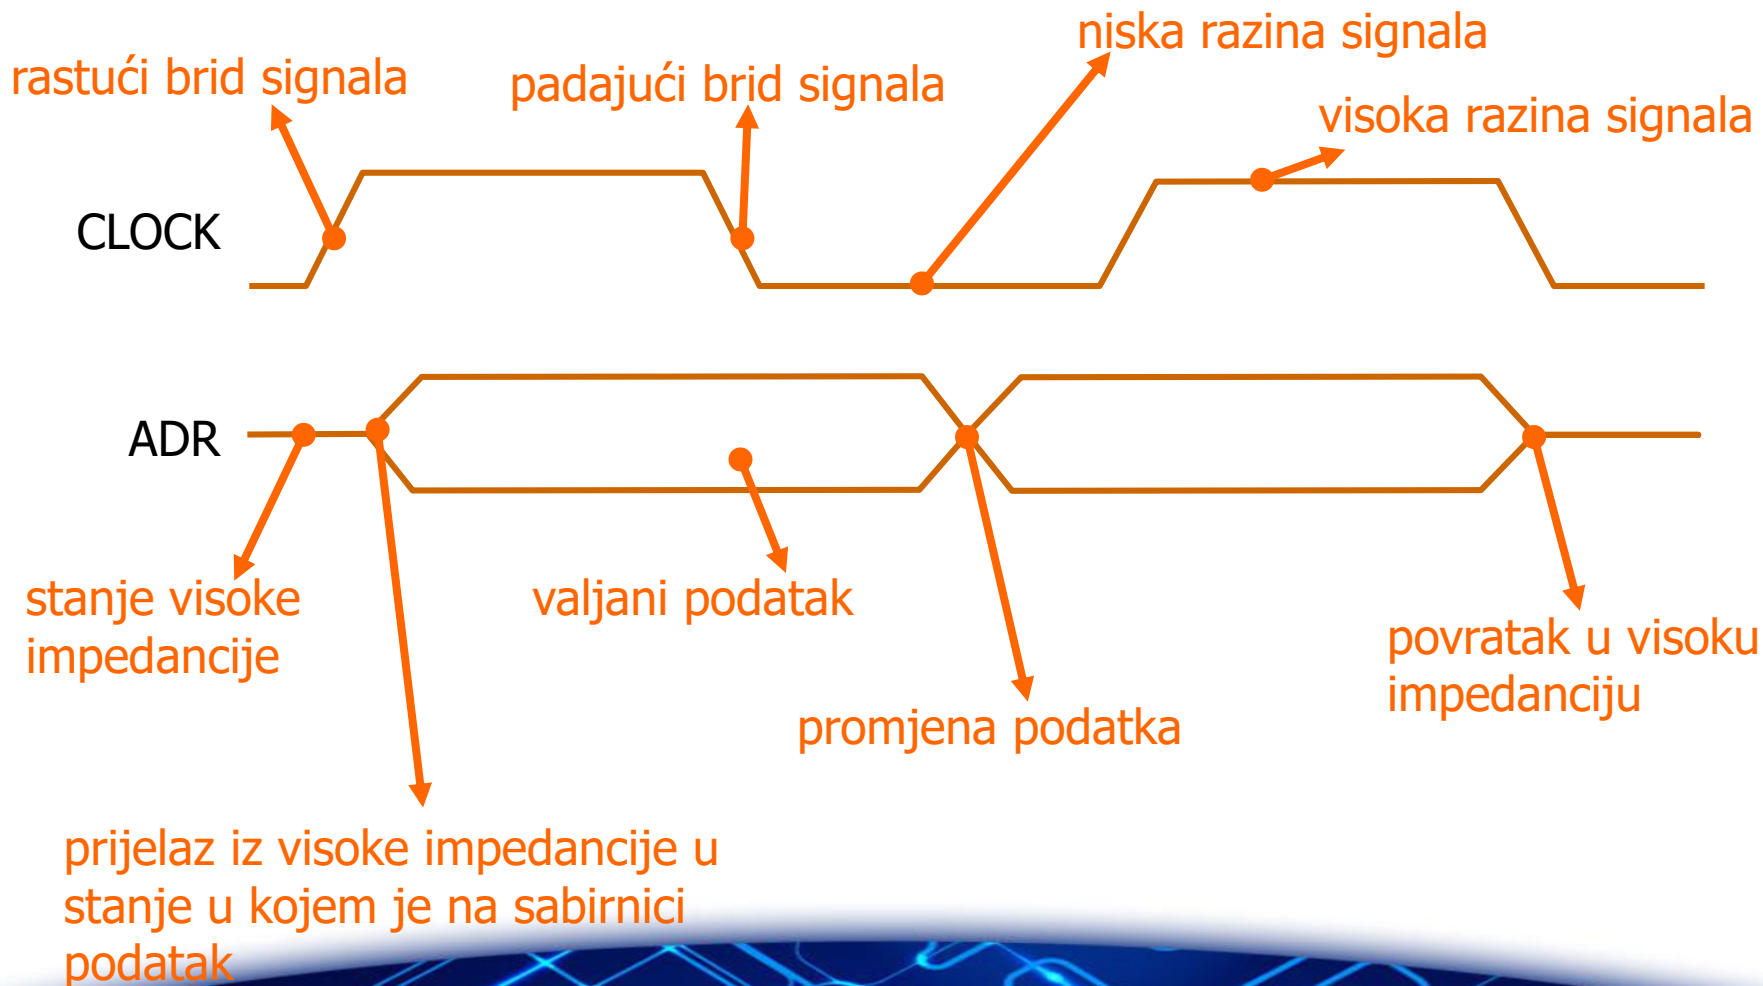 niska razina signala
rastući brid signala
padajući brid signala
visoka razina signala
CLOCK
ADR
stanje visoke
impedancije
valjani podatak
povratak u visoku
impedanciju
promjena podatka
prijelaz iz visoke impedancije u
stanje u kojem je na sabirnici
podatak